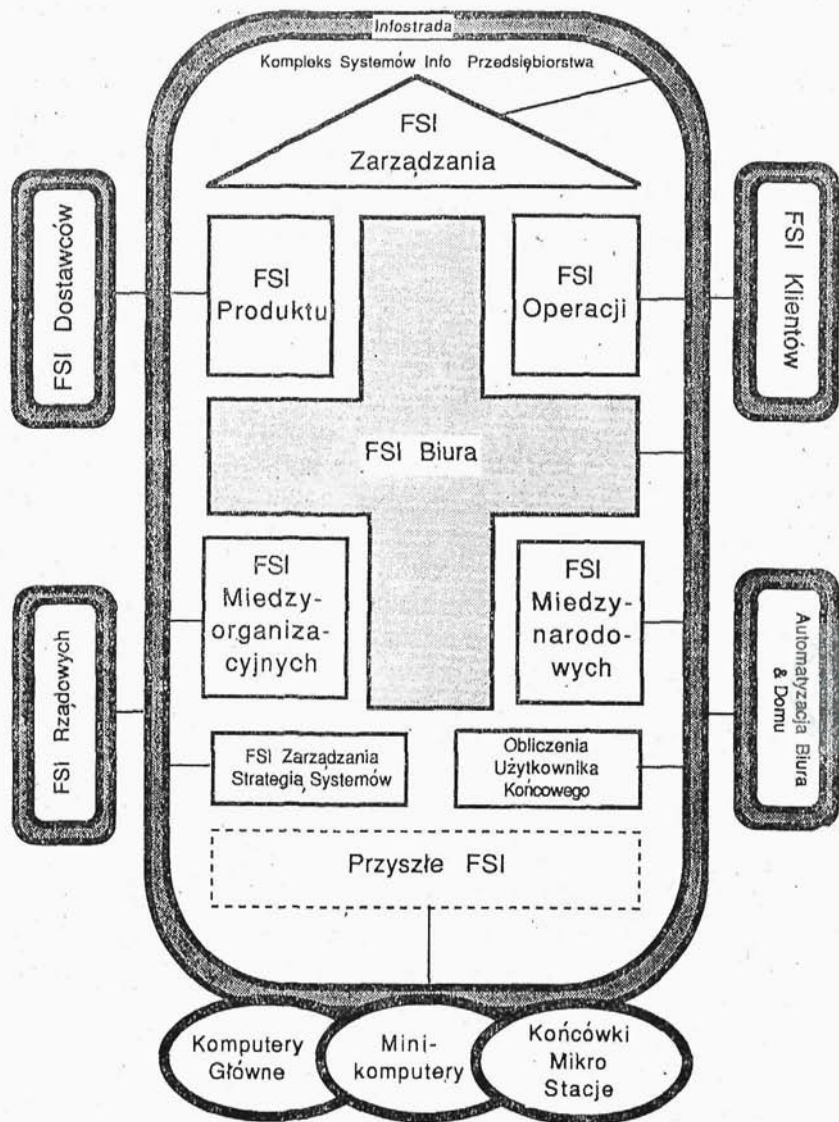 Infostrada
Kompleks Systemów Info Przedsiębiorstwa
FSI
Zarządzania
FSI Dostawców
FSI
Produktu
FSI
Operacji
FSI Klientów
FSI Biura
FSI Rządowych
FSI
Miedzy-
organiza-
cyjnych
FSI
Miedzy-
narodo-
wych
Automatyzacja Biura
& Domu
FSI Zarządzania
Strategią Systemów
Obliczenia
Użytkownika
Końcowego
Przyszłe FSI
Komputery
Główne
Mini-
komputery
Końcówki
Mikro
Stacje